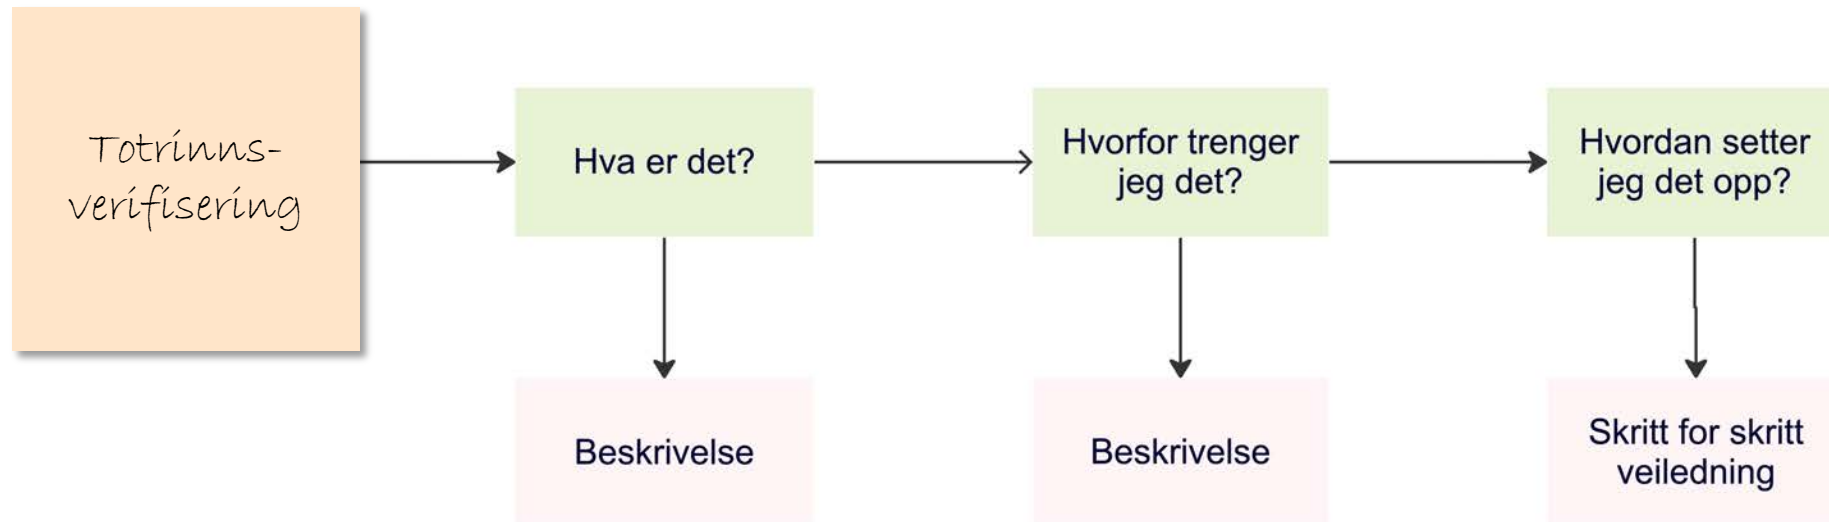 Totrinns-
verifisering
Hva er det?
Hvorfor trenger
jeg det?
Hvordan setter
jeg det opp?
Beskrivelse
Beskrivelse
Skritt for skritt
veiledning